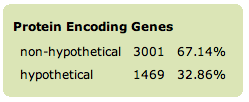 Protein Encoding Genes
non-hypothetical 3001 67.14%
hypothetical 1469 32.86%